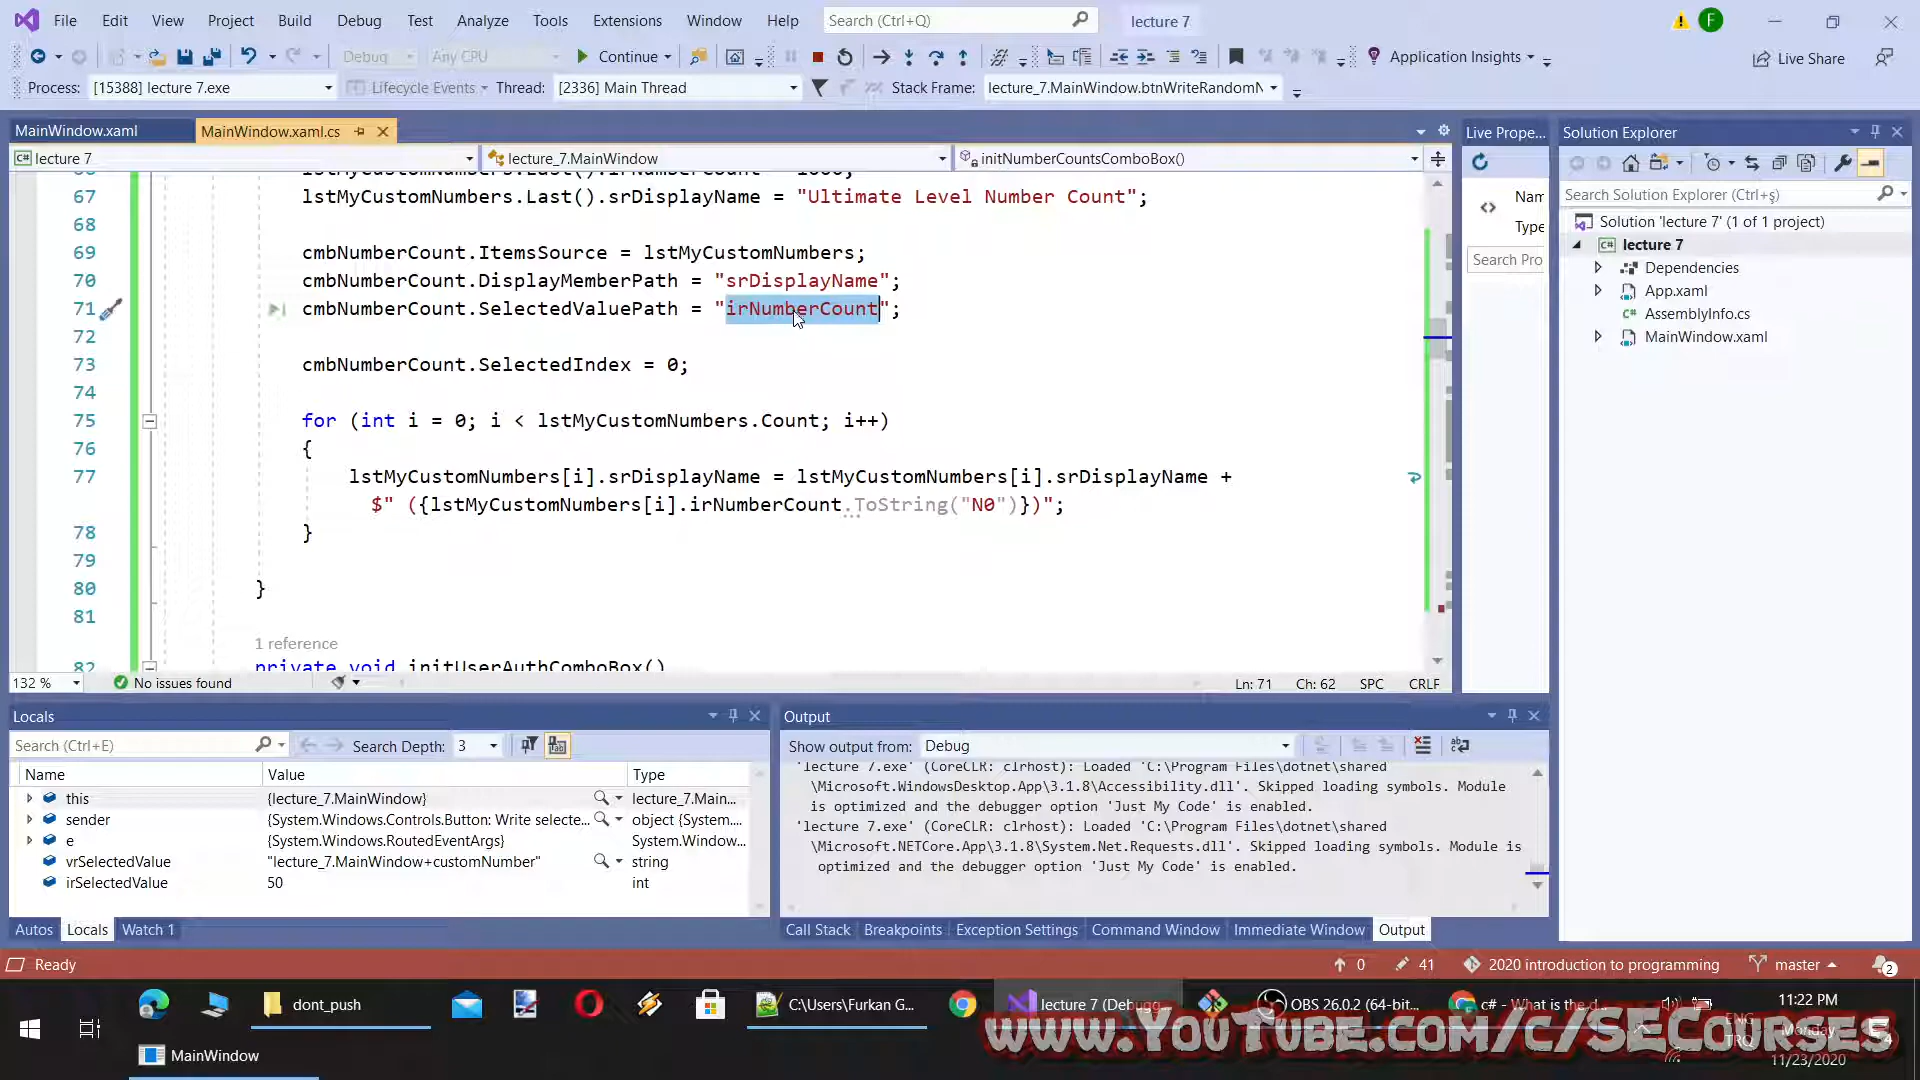 File Edit View Project Build Debug Test Analyze Tools Extensions Window Help Search (Ctrl+Q) lecture 7 F
Debug Any CPU Continue Application Insights Live Share
Process: [15388] lecture 7.exe Lifecycle Events Thread: [2336] Main Thread Stack Frame: lecture_7.MainWindow.btnWriteRandomN
MainWindow.xaml MainWindow.xaml.cs Live Prope... Solution Explorer
C# lecture 7 lecture_7.MainWindow initNumberCountsComboBox()
Search Solution Explorer (Ctrl+ş)
Nam
Type
Search Pro
Solution 'lecture 7' (1 of 1 project)
C# lecture 7
Dependencies
App.xaml
C# AssemblyInfo.cs
MainWindow.xaml
67 lstMyCustomNumbers.Last().srDisplayName = "Ultimate Level Number Count";
68
69 cmbNumberCount.ItemsSource = lstMyCustomNumbers;
70 cmbNumberCount.DisplayMemberPath = "srDisplayName";
71 cmbNumberCount.SelectedValuePath = "irNumberCount";
72
73 cmbNumberCount.SelectedIndex = 0;
74
75 for (int i = 0; i < lstMyCustomNumbers.Count; i++)
76 {
77 lstMyCustomNumbers[i].srDisplayName = lstMyCustomNumbers[i].srDisplayName +
$" ({lstMyCustomNumbers[i].irNumberCount.ToString("N0")})";
78 }
79
80 }
81
1 reference
82 private void initUserAuthComboBox()
132 % No issues found Ln: 71 Ch: 62 SPC CRLF
Locals
Search (Ctrl+E) Search Depth: 3
Name Value Type
this {lecture_7.MainWindow} lecture_7.Main...
sender {System.Windows.Controls.Button: Write selecte... object {System....
e {System.Windows.RoutedEventArgs} System.Window...
vrSelectedValue "lecture_7.MainWindow+customNumber" string
irSelectedValue 50 int
Autos Locals Watch 1
Output
Show output from: Debug
'lecture 7.exe' (CoreCLR: clrhost): Loaded 'C:\Program Files\dotnet\shared
\Microsoft.WindowsDesktop.App\3.1.8\Accessibility.dll'. Skipped loading symbols. Module
is optimized and the debugger option 'Just My Code' is enabled.
'lecture 7.exe' (CoreCLR: clrhost): Loaded 'C:\Program Files\dotnet\shared
\Microsoft.NETCore.App\3.1.8\System.Net.Requests.dll'. Skipped loading symbols. Module is
optimized and the debugger option 'Just My Code' is enabled.
Call Stack Breakpoints Exception Settings Command Window Immediate Window Output
Ready 0 41 2020 introduction to programming master 2
dont_push C:\Users\Furkan G... lecture 7 (Debugg... OBS 26.0.2 (64-bit... c# - What is the d... 11:22 PM
www.YouTube.com/c/SECourses
ENG
TRQ
Monday
MainWindow 11/23/2020